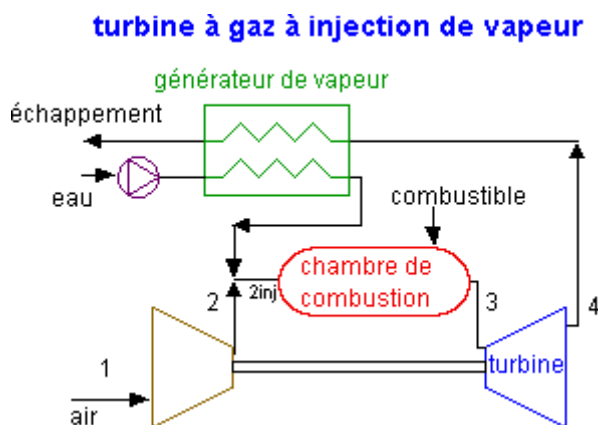 turbine à gaz à injection de vapeur
générateur de vapeur
échappement
eau
combustible
chambre de
combustion
2
2inj
3
4
1
turbine
air